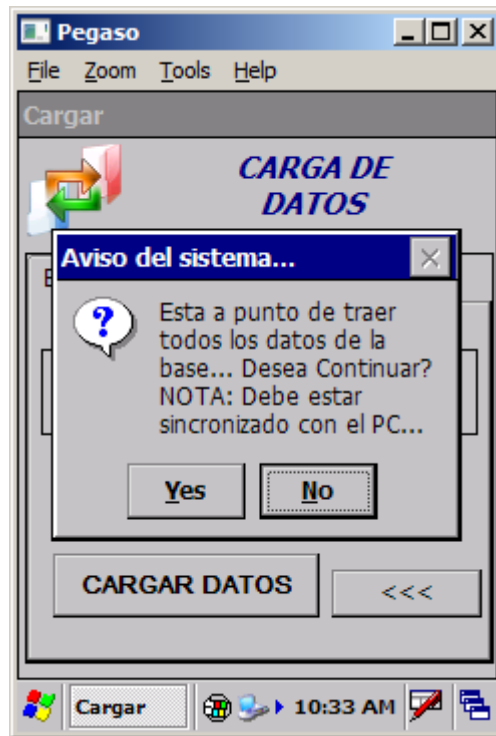 Pegaso
File Zoom Tools Help
Cargar
CARGA DE
DATOS
Aviso del sistema...
Esta a punto de traer
todos los datos de la
base... Desea Continuar?
NOTA: Debe estar
sincronizado con el PC...
Yes No
CARGAR DATOS <<<
Cargar 10:33 AM